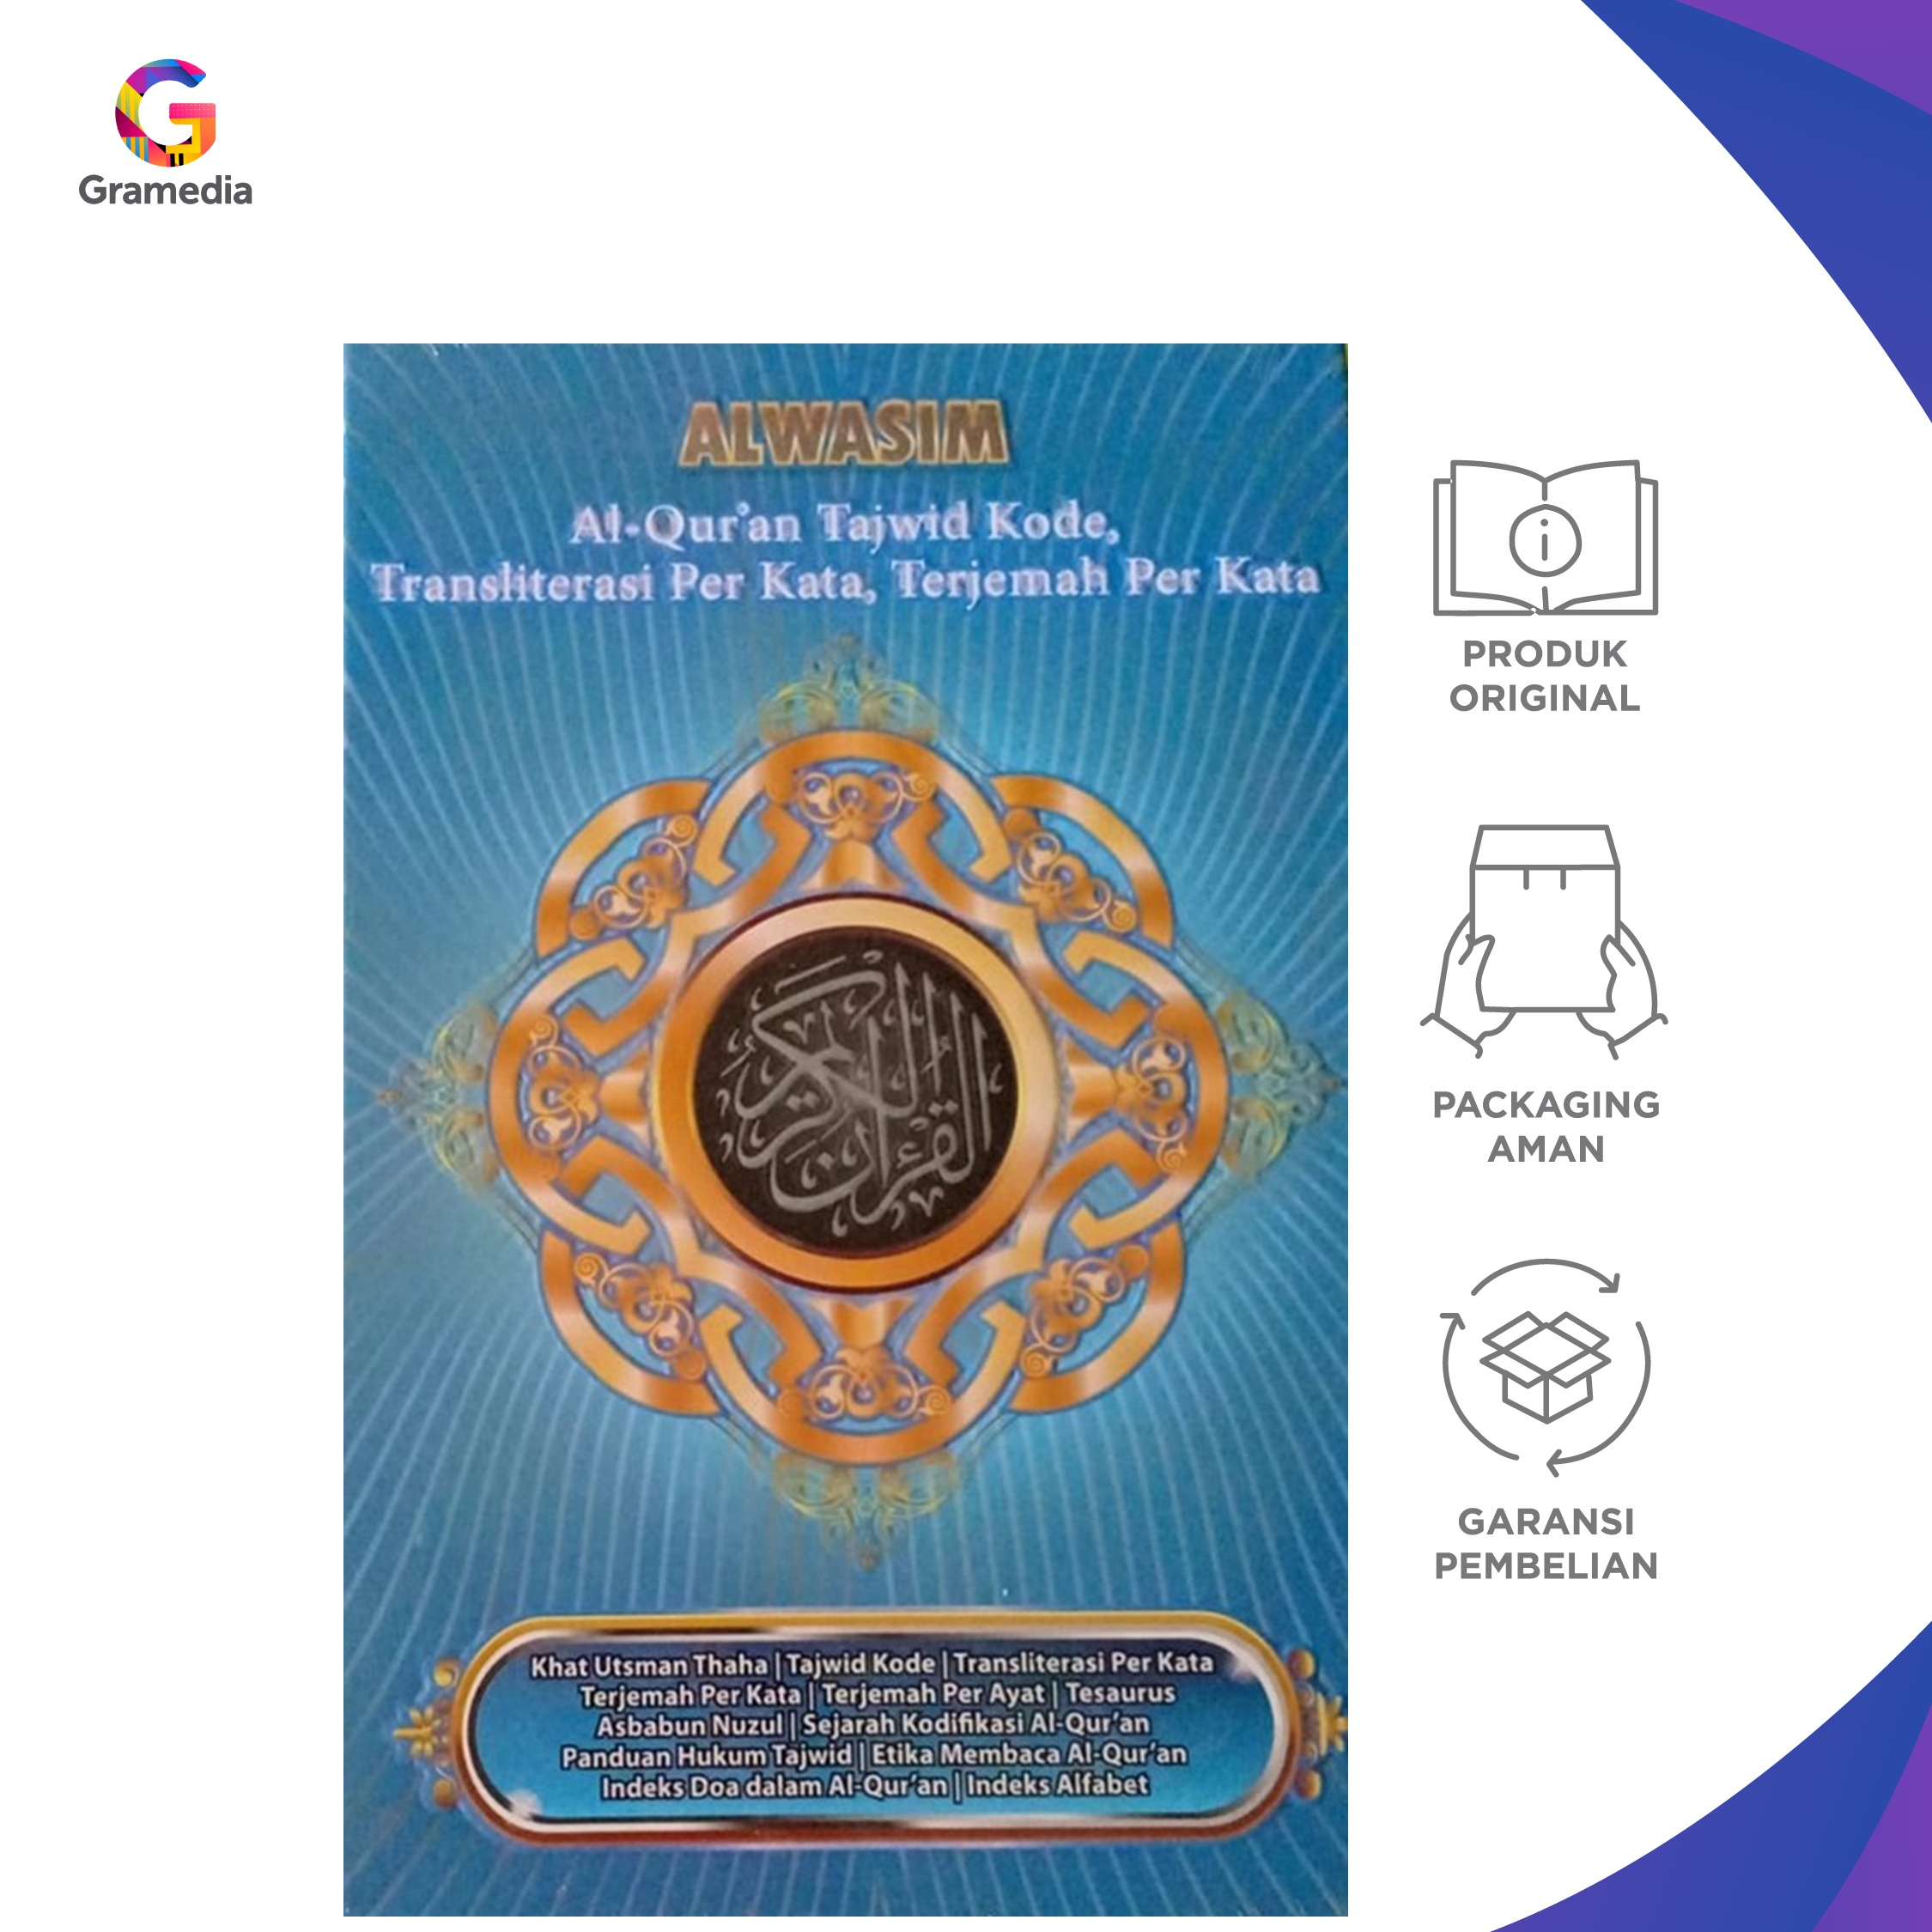 Gramedia
ALWASIM
Al-Qur'an Tajwid Kode,
Transliterasi Per Kata, Terjemah Per Kata
القرآن الكريم
Khat Utsman Thaha | Tajwid Kode | Transliterasi Per Kata
Terjemah Per Kata | Terjemah Per Ayat | Tesaurus
Asbabun Nuzul | Sejarah Kodifikasi Al-Qur'an
Panduan Hukum Tajwid | Etika Membaca Al-Qur'an
Indeks Doa dalam Al-Qur'an | Indeks Alfabet
PRODUK
ORIGINAL
PACKAGING
AMAN
GARANSI
PEMBELIAN